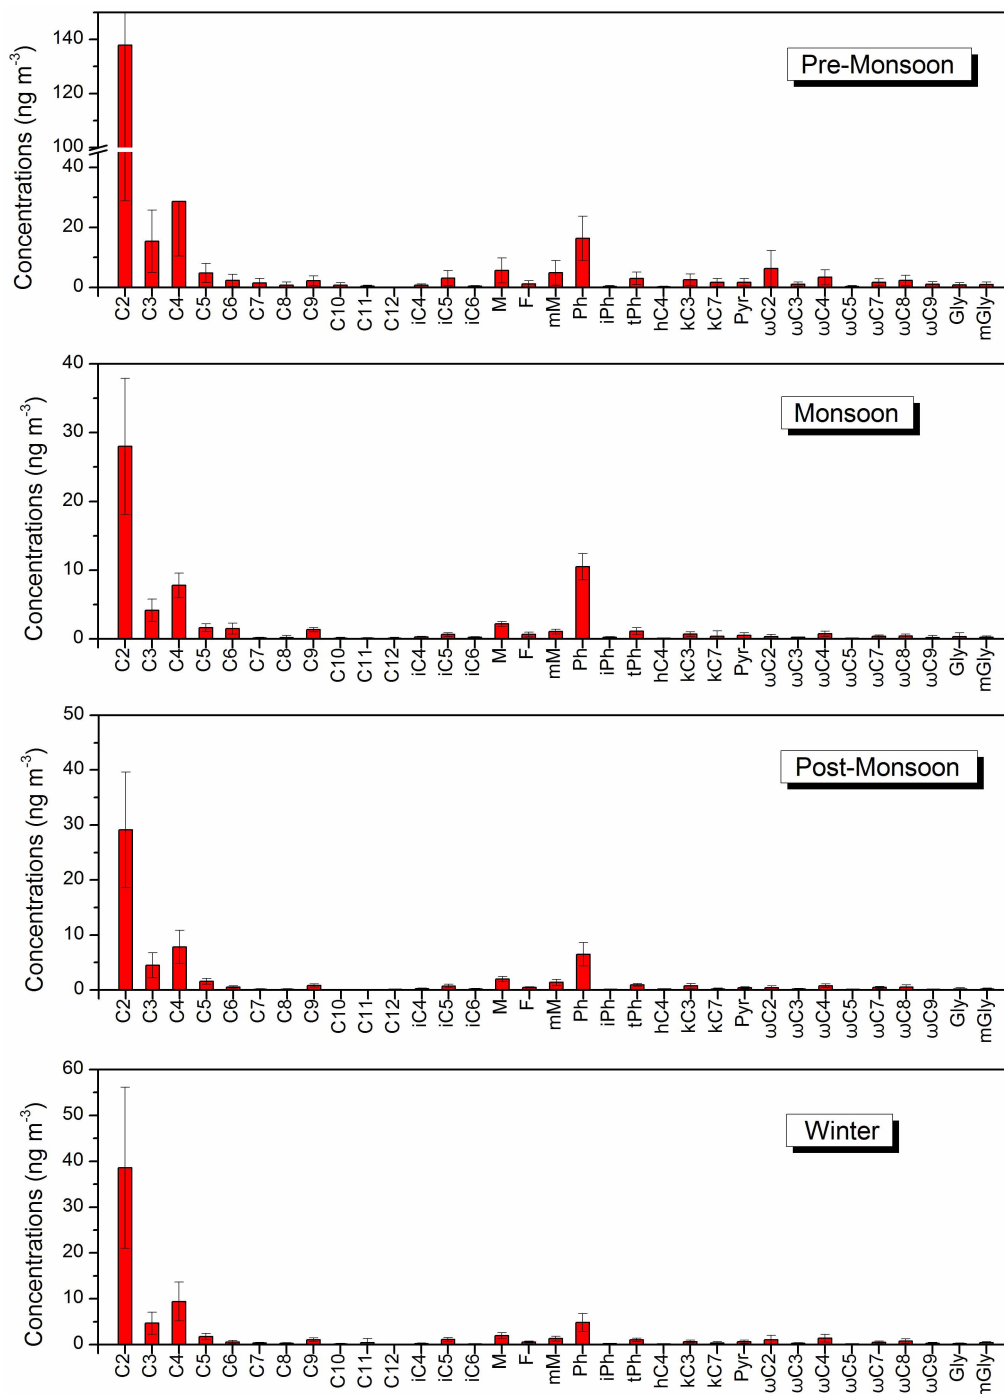 Concentrations (ng m-3)
140
120
100
40
20
0
Pre-Monsoon
C2 C3 C4 C5 C6 C7 C8 C9 C10 C11 C12 iC4 iC5 iC6 M F mM Ph iPh tPh hC4 kC3 kC7 Pyr ωC2 ωC3 ωC4 ωC5 ωC7 ωC8 ωC9 Gly mGly
Concentrations (ng m-3)
40
30
20
10
0
Monsoon
C2 C3 C4 C5 C6 C7 C8 C9 C10 C11 C12 iC4 iC5 iC6 M F mM Ph iPh tPh hC4 kC3 kC7 Pyr ωC2 ωC3 ωC4 ωC5 ωC7 ωC8 ωC9 Gly mGly
Concentrations (ng m-3)
50
40
30
20
10
0
Post-Monsoon
C2 C3 C4 C5 C6 C7 C8 C9 C10 C11 C12 iC4 iC5 iC6 M F mM Ph iPh tPh hC4 kC3 kC7 Pyr ωC2 ωC3 ωC4 ωC5 ωC7 ωC8 ωC9 Gly mGly
Concentrations (ng m-3)
60
50
40
30
20
10
0
Winter
C2 C3 C4 C5 C6 C7 C8 C9 C10 C11 C12 iC4 iC5 iC6 M F mM Ph iPh tPh hC4 kC3 kC7 Pyr ωC2 ωC3 ωC4 ωC5 ωC7 ωC8 ωC9 Gly mGly